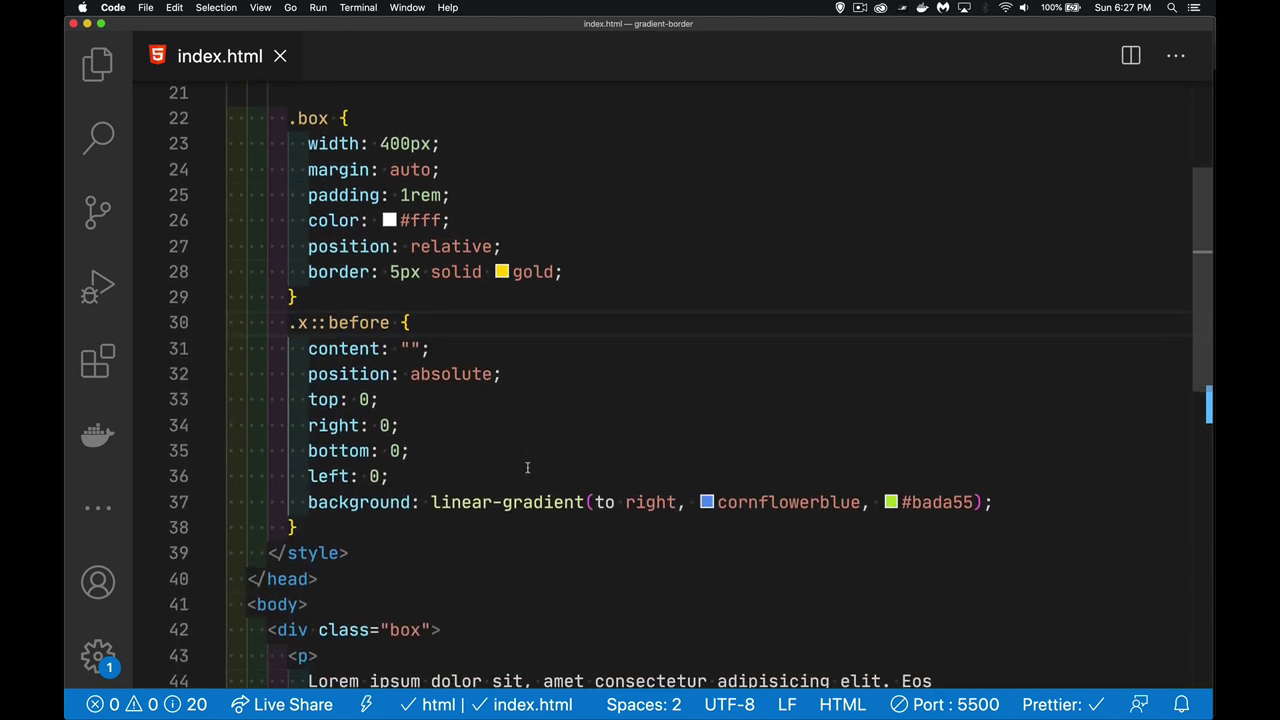 Code File Edit Selection View Go Run Terminal Window Help 100% Sun 6:27 PM
index.html — gradient-border
index.html
21
22 .box {
23 width: 400px;
24 margin: auto;
25 padding: 1rem;
26 color: #fff;
27 position: relative;
28 border: 5px solid gold;
29 }
30 .x::before {
31 content: "";
32 position: absolute;
33 top: 0;
34 right: 0;
35 bottom: 0;
36 left: 0;
37 background: linear-gradient(to right, cornflowerblue, #bada55);
38 }
39 </style>
40 </head>
41 <body>
42 <div class="box">
43 <p>
44 Lorem ipsum dolor sit, amet consectetur adipisicing elit. Eos
1
0 0 20 Live Share html index.html Spaces: 2 UTF-8 LF HTML Port : 5500 Prettier: